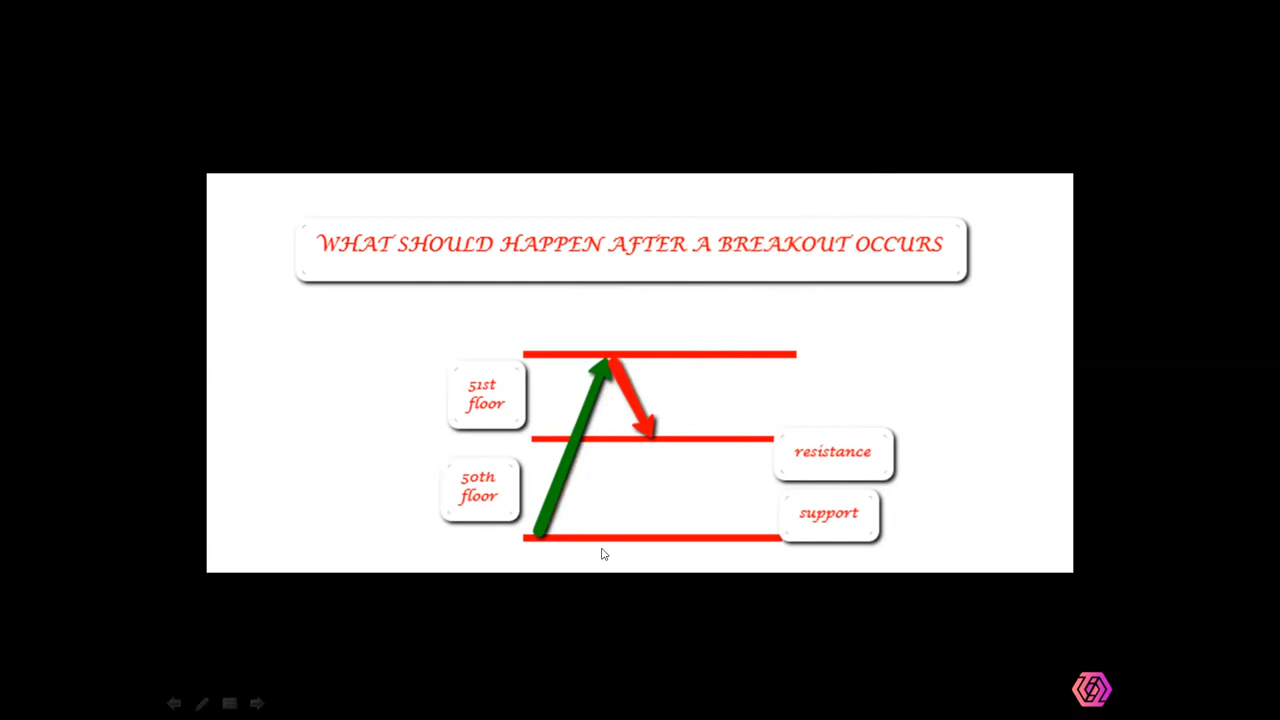 WHAT SHOULD HAPPEN AFTER A BREAKOUT OCCURS
51st
floor
50th
floor
resistance
support